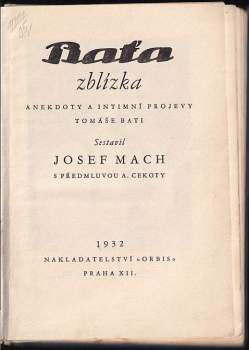 Baťa
zblízka
ANEKDOTY A INTIMNÍ PROJEVY
TOMÁŠE BATI
Sestavil
JOSEF MACH
S PŘEDMLUVOU A. CEKOTY
1932
NAKLADATELSTVÍ »ORBIS«
PRAHA XII.